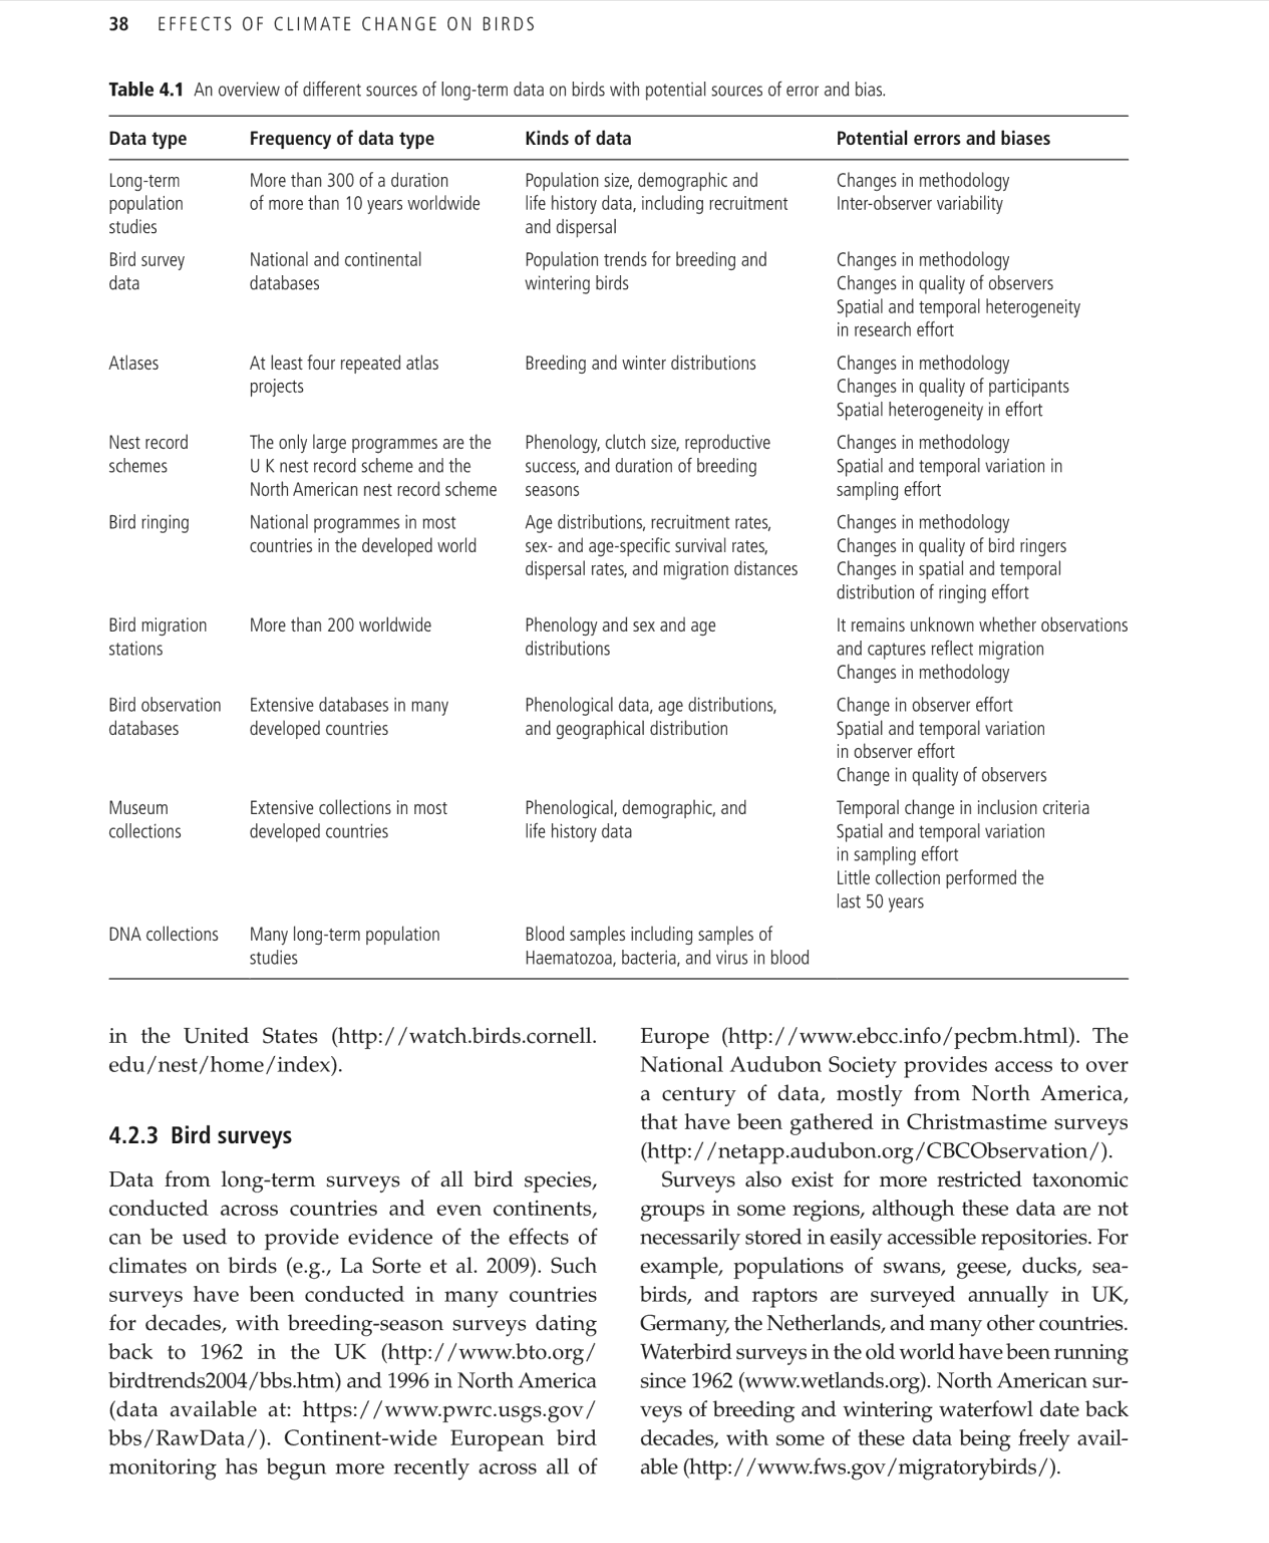 38 EFFECTS OF CLIMATE CHANGE ON BIRDS
Table 4.1 An overview of different sources of long-term data on birds with potential sources of error and bias.
Data type Frequency of data type Kinds of data Potential errors and biases
Long-term More than 300 of a duration Population size, demographic and Changes in methodology
population of more than 10 years worldwide life history data, including recruitment Inter-observer variability
studies and dispersal
Bird survey National and continental Population trends for breeding and Changes in methodology
data databases wintering birds Changes in quality of observers
Spatial and temporal heterogeneity
in research effort
Atlases At least four repeated atlas Breeding and winter distributions Changes in methodology
projects Changes in quality of participants
Spatial heterogeneity in effort
Nest record The only large programmes are the Phenology, clutch size, reproductive Changes in methodology
schemes U K nest record scheme and the success, and duration of breeding Spatial and temporal variation in
North American nest record scheme seasons sampling effort
Bird ringing National programmes in most Age distributions, recruitment rates, Changes in methodology
countries in the developed world sex- and age-specific survival rates, Changes in quality of bird ringers
dispersal rates, and migration distances Changes in spatial and temporal
distribution of ringing effort
Bird migration More than 200 worldwide Phenology and sex and age It remains unknown whether observations
stations distributions and captures reflect migration
Changes in methodology
Bird observation Extensive databases in many Phenological data, age distributions, Change in observer effort
databases developed countries and geographical distribution Spatial and temporal variation
in observer effort
Change in quality of observers
Museum Extensive collections in most Phenological, demographic, and Temporal change in inclusion criteria
collections developed countries life history data Spatial and temporal variation
in sampling effort
Little collection performed the
last 50 years
DNA collections Many long-term population Blood samples including samples of
studies Haematozoa, bacteria, and virus in blood
in the United States (http://watch.birds.cornell.
edu/nest/home/index).
4.2.3 Bird surveys
Data from long-term surveys of all bird species,
conducted across countries and even continents,
can be used to provide evidence of the effects of
climates on birds (e.g., La Sorte et al. 2009). Such
surveys have been conducted in many countries
for decades, with breeding-season surveys dating
back to 1962 in the UK (http://www.bto.org/
birdtrends2004/bbs.htm) and 1996 in North America
(data available at: https://www.pwrc.usgs.gov/
bbs/RawData/). Continent-wide European bird
monitoring has begun more recently across all of
Europe (http://www.ebcc.info/pecbm.html). The
National Audubon Society provides access to over
a century of data, mostly from North America,
that have been gathered in Christmastime surveys
(http://netapp.audubon.org/CBCObservation/).
Surveys also exist for more restricted taxonomic
groups in some regions, although these data are not
necessarily stored in easily accessible repositories. For
example, populations of swans, geese, ducks, sea-
birds, and raptors are surveyed annually in UK,
Germany, the Netherlands, and many other countries.
Waterbird surveys in the old world have been running
since 1962 (www.wetlands.org). North American sur-
veys of breeding and wintering waterfowl date back
decades, with some of these data being freely avail-
able (http://www.fws.gov/migratorybirds/).